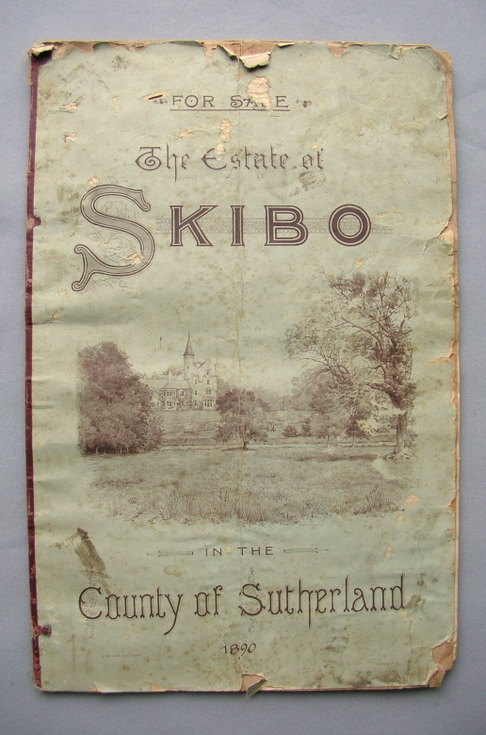 FOR SALE
The Estate of
SKIBO
IN THE
County of Sutherland
1890